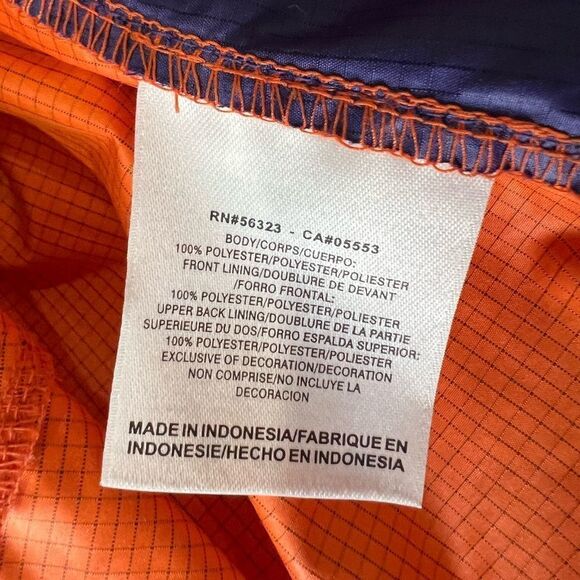 RN#56323 - CA#05553
BODY/CORPS/CUERPO:
100% POLYESTER/POLYESTER/POLIESTER
FRONT LINING/DOUBLURE DE DEVANT
/FORRO FRONTAL:
100% POLYESTER/POLYESTER/POLIESTER
UPPER BACK LINING/DOUBLURE DE LA PARTIE
SUPERIEURE DU DOS/FORRO ESPALDA SUPERIOR:
100% POLYESTER/POLYESTER/POLIESTER
EXCLUSIVE OF DECORATION/DECORATION
NON COMPRISE/NO INCLUYE LA
DECORACION
MADE IN INDONESIA/FABRIQUE EN
INDONESIE/HECHO EN INDONESIA